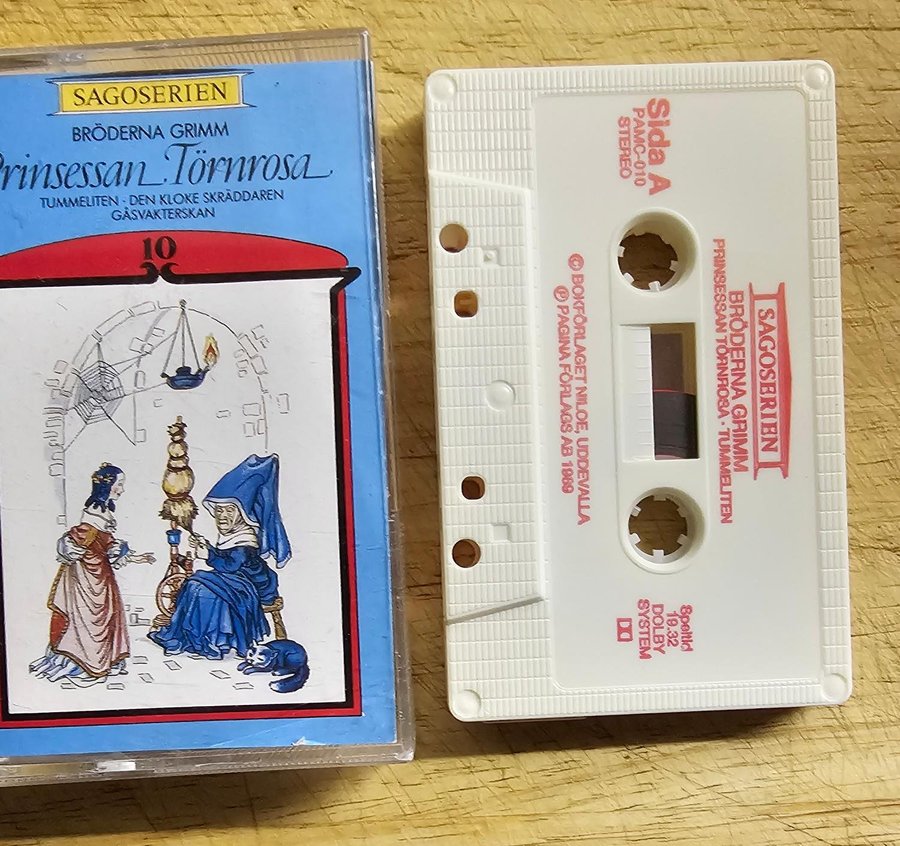 SAGOSERIEN
BRÖDERNA GRIMM
Prinsessan Törnrosa
TUMMELITEN · DEN KLOKE SKRÄDDAREN
GÅSVAKTERSKAN
10
Sida A
PAMC-010
STEREO
SAGOSERIEN
BRÖDERNA GRIMM
PRINSESSAN TÖRNROSA · TUMMELITEN
© BOKFÖRLAGET NILOE, UDDEVALLA
℗ PAGINA FÖRLAGS AB 1989
Speltid
19.32
DOLBY
SYSTEM